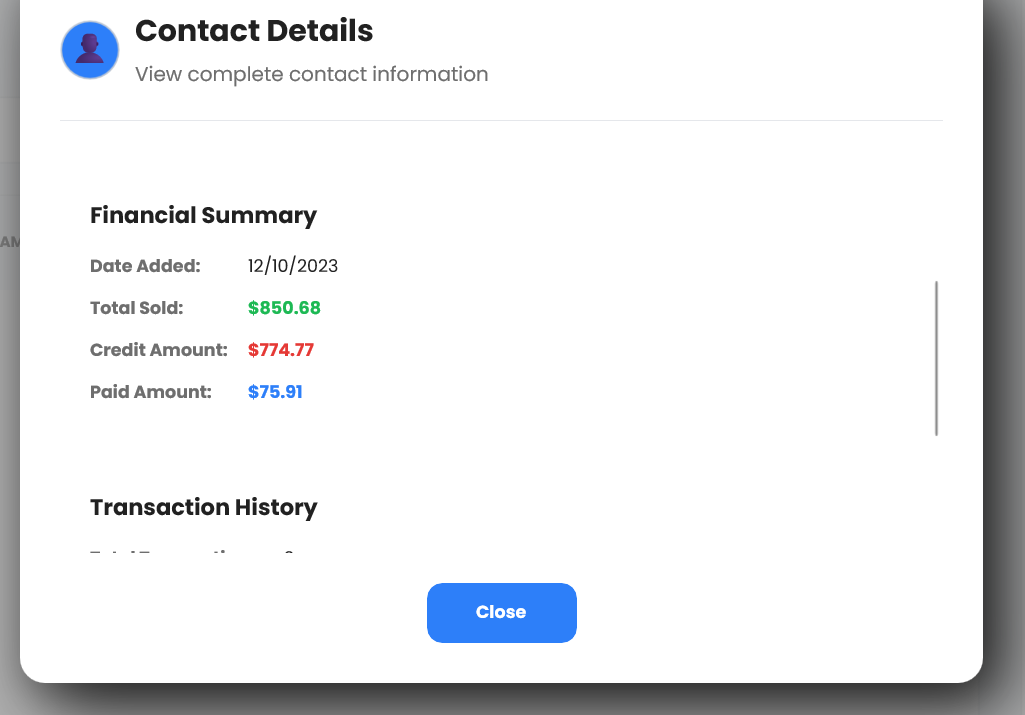 Contact Details
View complete contact information
AM
Financial Summary
Date Added: 12/10/2023
Total Sold: $850.68
Credit Amount: $774.77
Paid Amount: $75.91
Transaction History
Close